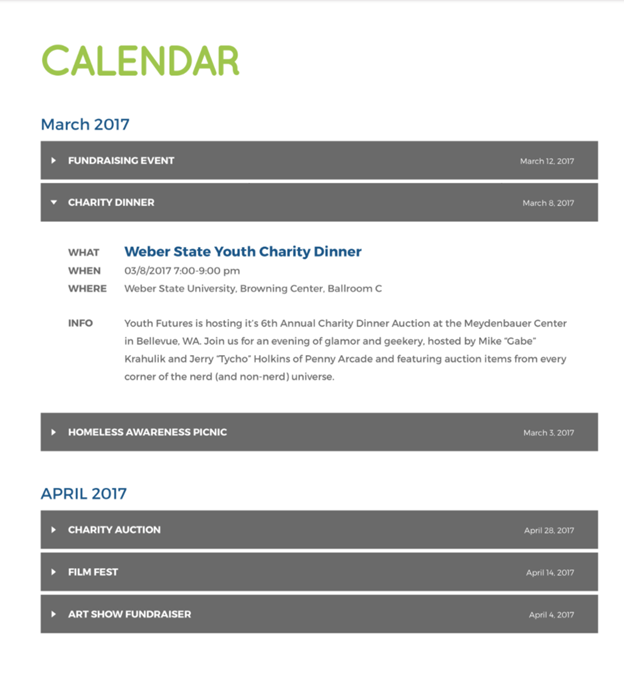 CALENDAR
March 2017
FUNDRAISING EVENT March 12, 2017
CHARITY DINNER March 8, 2017
WHAT Weber State Youth Charity Dinner
WHEN 03/8/2017 7:00-9:00 pm
WHERE Weber State University, Browning Center, Ballroom C
INFO Youth Futures is hosting it's 6th Annual Charity Dinner Auction at the Meydenbauer Center
in Bellevue, WA. Join us for an evening of glamor and geekery, hosted by Mike "Gabe"
Krahulik and Jerry "Tycho" Holkins of Penny Arcade and featuring auction items from every
corner of the nerd (and non-nerd) universe.
HOMELESS AWARENESS PICNIC March 3, 2017
APRIL 2017
CHARITY AUCTION April 28, 2017
FILM FEST April 14, 2017
ART SHOW FUNDRAISER April 4, 2017